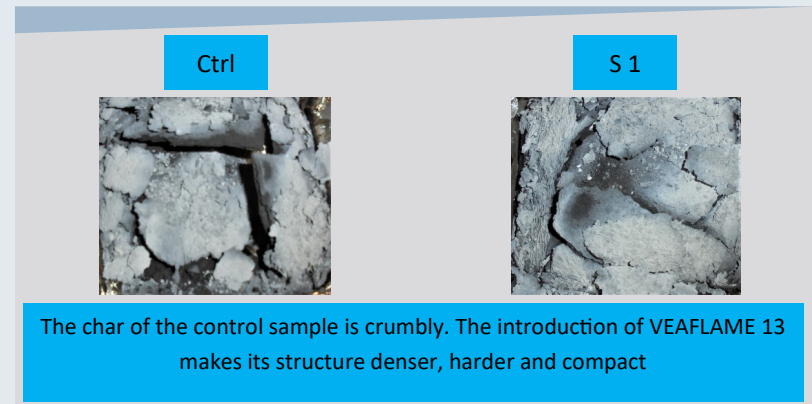 Ctrl
S 1
The char of the control sample is crumbly. The introduction of VEAFLAME 13
makes its structure denser, harder and compact